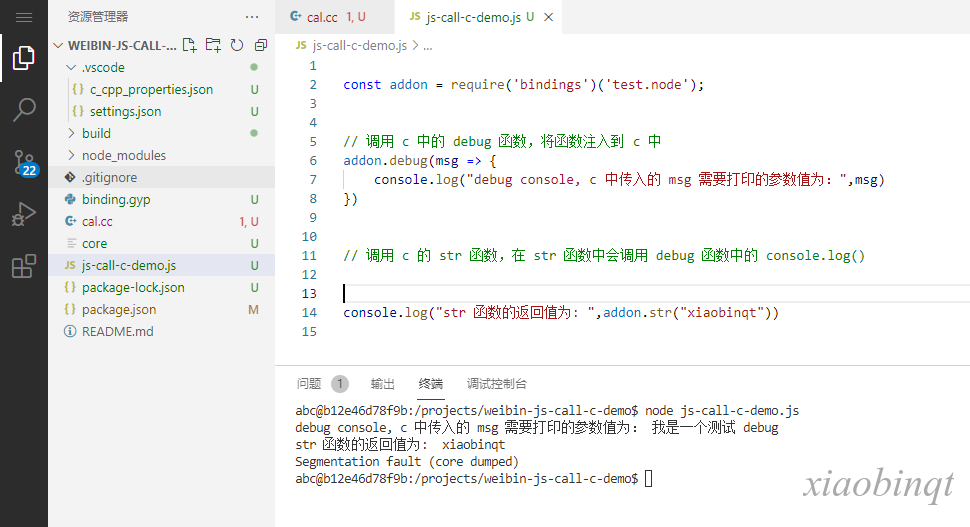 资源管理器
WEIBIN-JS-CALL-...
.vscode
{} c_cpp_properties.json U
{} settings.json U
build
node_modules
.gitignore
binding.gyp U
cal.cc 1, U
core U
JS js-call-c-demo.js U
{} package-lock.json U
{} package.json M
README.md
22
cal.cc 1, U
JS js-call-c-demo.js U
JS js-call-c-demo.js > ...
1
2 const addon = require('bindings')('test.node');
3
4
5 // 调用 c 中的 debug 函数，将函数注入到 c 中
6 addon.debug(msg => {
7 console.log("debug console, c 中传入的 msg 需要打印的参数值为：",msg)
8 })
9
10
11 // 调用 c 的 str 函数，在 str 函数中会调用 debug 函数中的 console.log()
12
13
14 console.log("str 函数的返回值为: ",addon.str("xiaobinqt"))
15
问题 1 输出 终端 调试控制台
abc@b12e46d78f9b:/projects/weibin-js-call-c-demo$ node js-call-c-demo.js
debug console, c 中传入的 msg 需要打印的参数值为： 我是一个测试 debug
str 函数的返回值为: xiaobinqt
Segmentation fault (core dumped)
abc@b12e46d78f9b:/projects/weibin-js-call-c-demo$
xiaobinqt